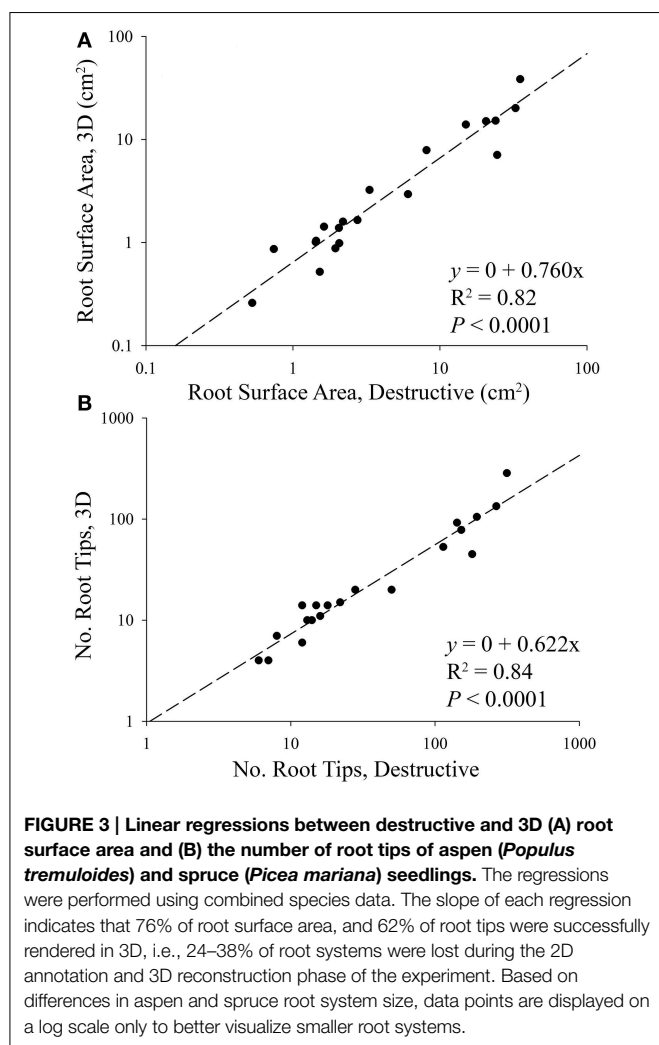 A
100
10
1
0.1
Root Surface Area, 3D (cm²)
y = 0 + 0.760x
R² = 0.82
P < 0.0001
0.1 1 10 100
Root Surface Area, Destructive (cm²)
B
1000
100
10
1
No. Root Tips, 3D
y = 0 + 0.622x
R² = 0.84
P < 0.0001
1 10 100 1000
No. Root Tips, Destructive
FIGURE 3 | Linear regressions between destructive and 3D (A) root
surface area and (B) the number of root tips of aspen (Populus
tremuloides) and spruce (Picea mariana) seedlings. The regressions
were performed using combined species data. The slope of each regression
indicates that 76% of root surface area, and 62% of root tips were successfully
rendered in 3D, i.e., 24–38% of root systems were lost during the 2D
annotation and 3D reconstruction phase of the experiment. Based on
differences in aspen and spruce root system size, data points are displayed on
a log scale only to better visualize smaller root systems.